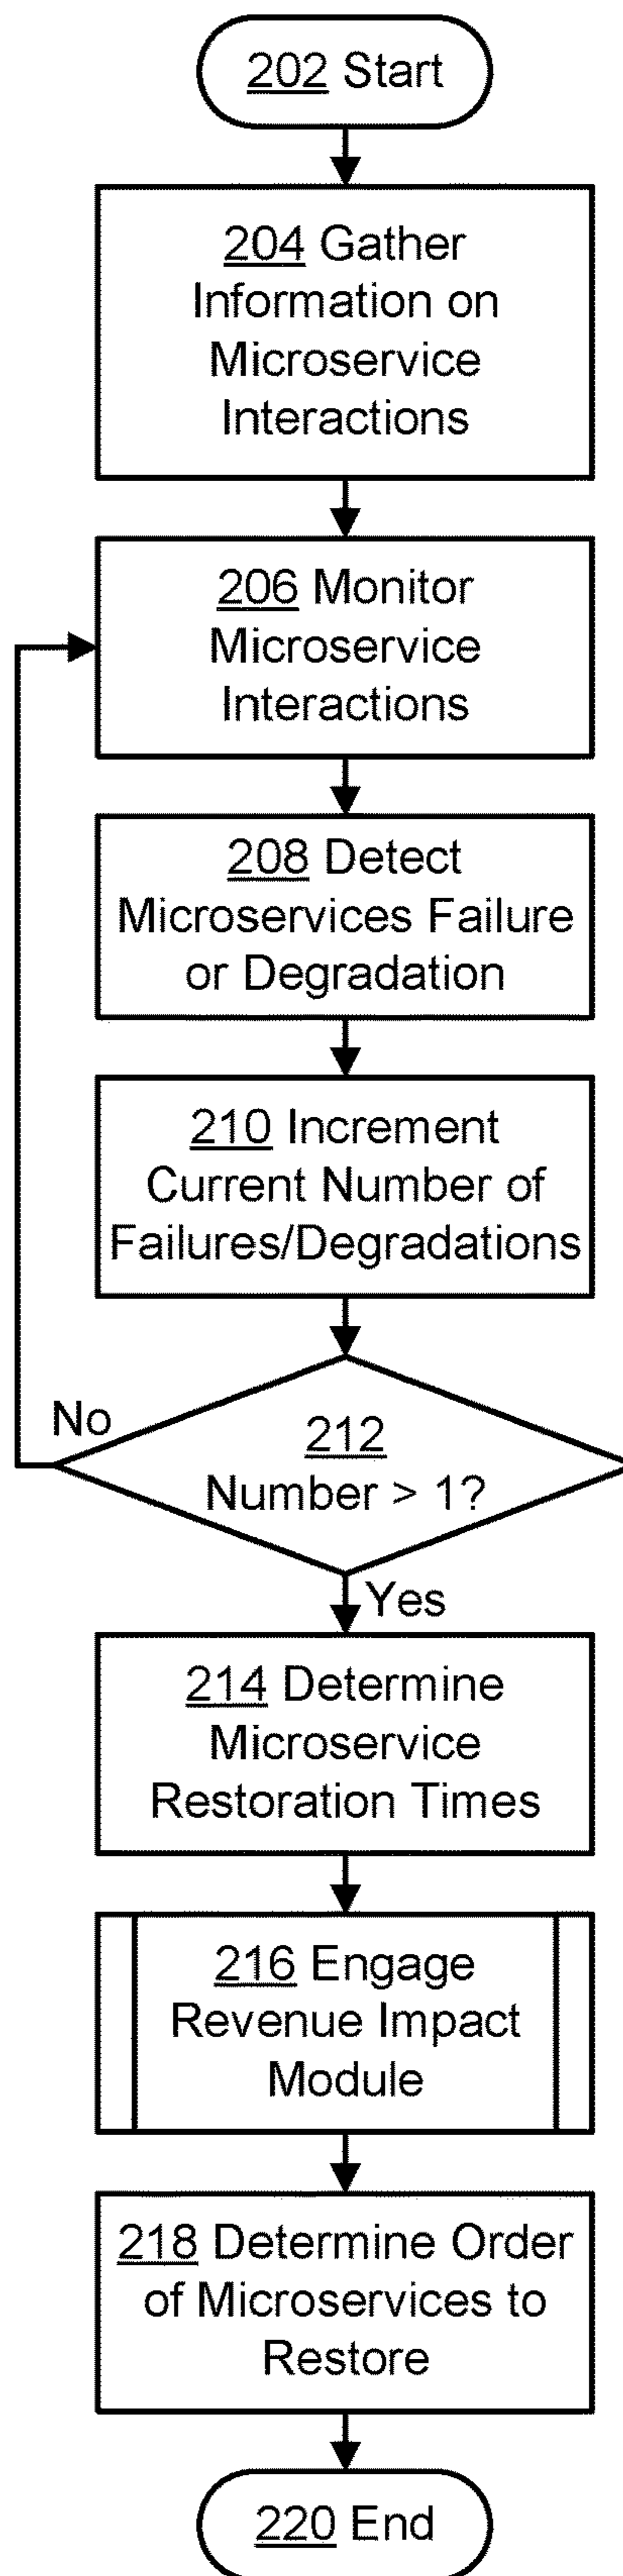 202 Start
204 Gather
Information on
Microservice
Interactions
206 Monitor
Microservice
Interactions
208 Detect
Microservices Failure
or Degradation
210 Increment
Current Number of
Failures/Degradations
No
212
Number > 1?
Yes
214 Determine
Microservice
Restoration Times
216 Engage
Revenue Impact
Module
218 Determine Order
of Microservices to
Restore
220 End